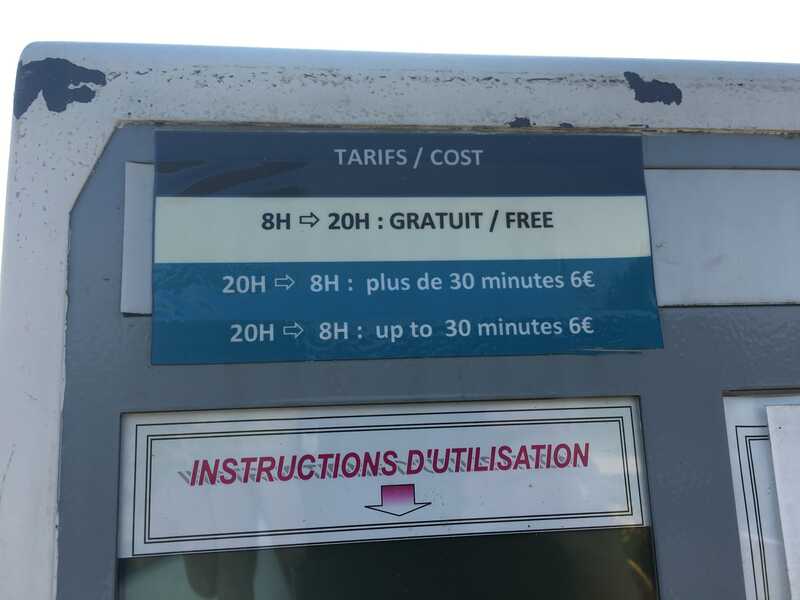 TARIFS / COST
8H ⇨ 20H : GRATUIT / FREE
20H ⇨ 8H : plus de 30 minutes 6€
20H ⇨ 8H : up to 30 minutes 6€
INSTRUCTIONS D'UTILISATION